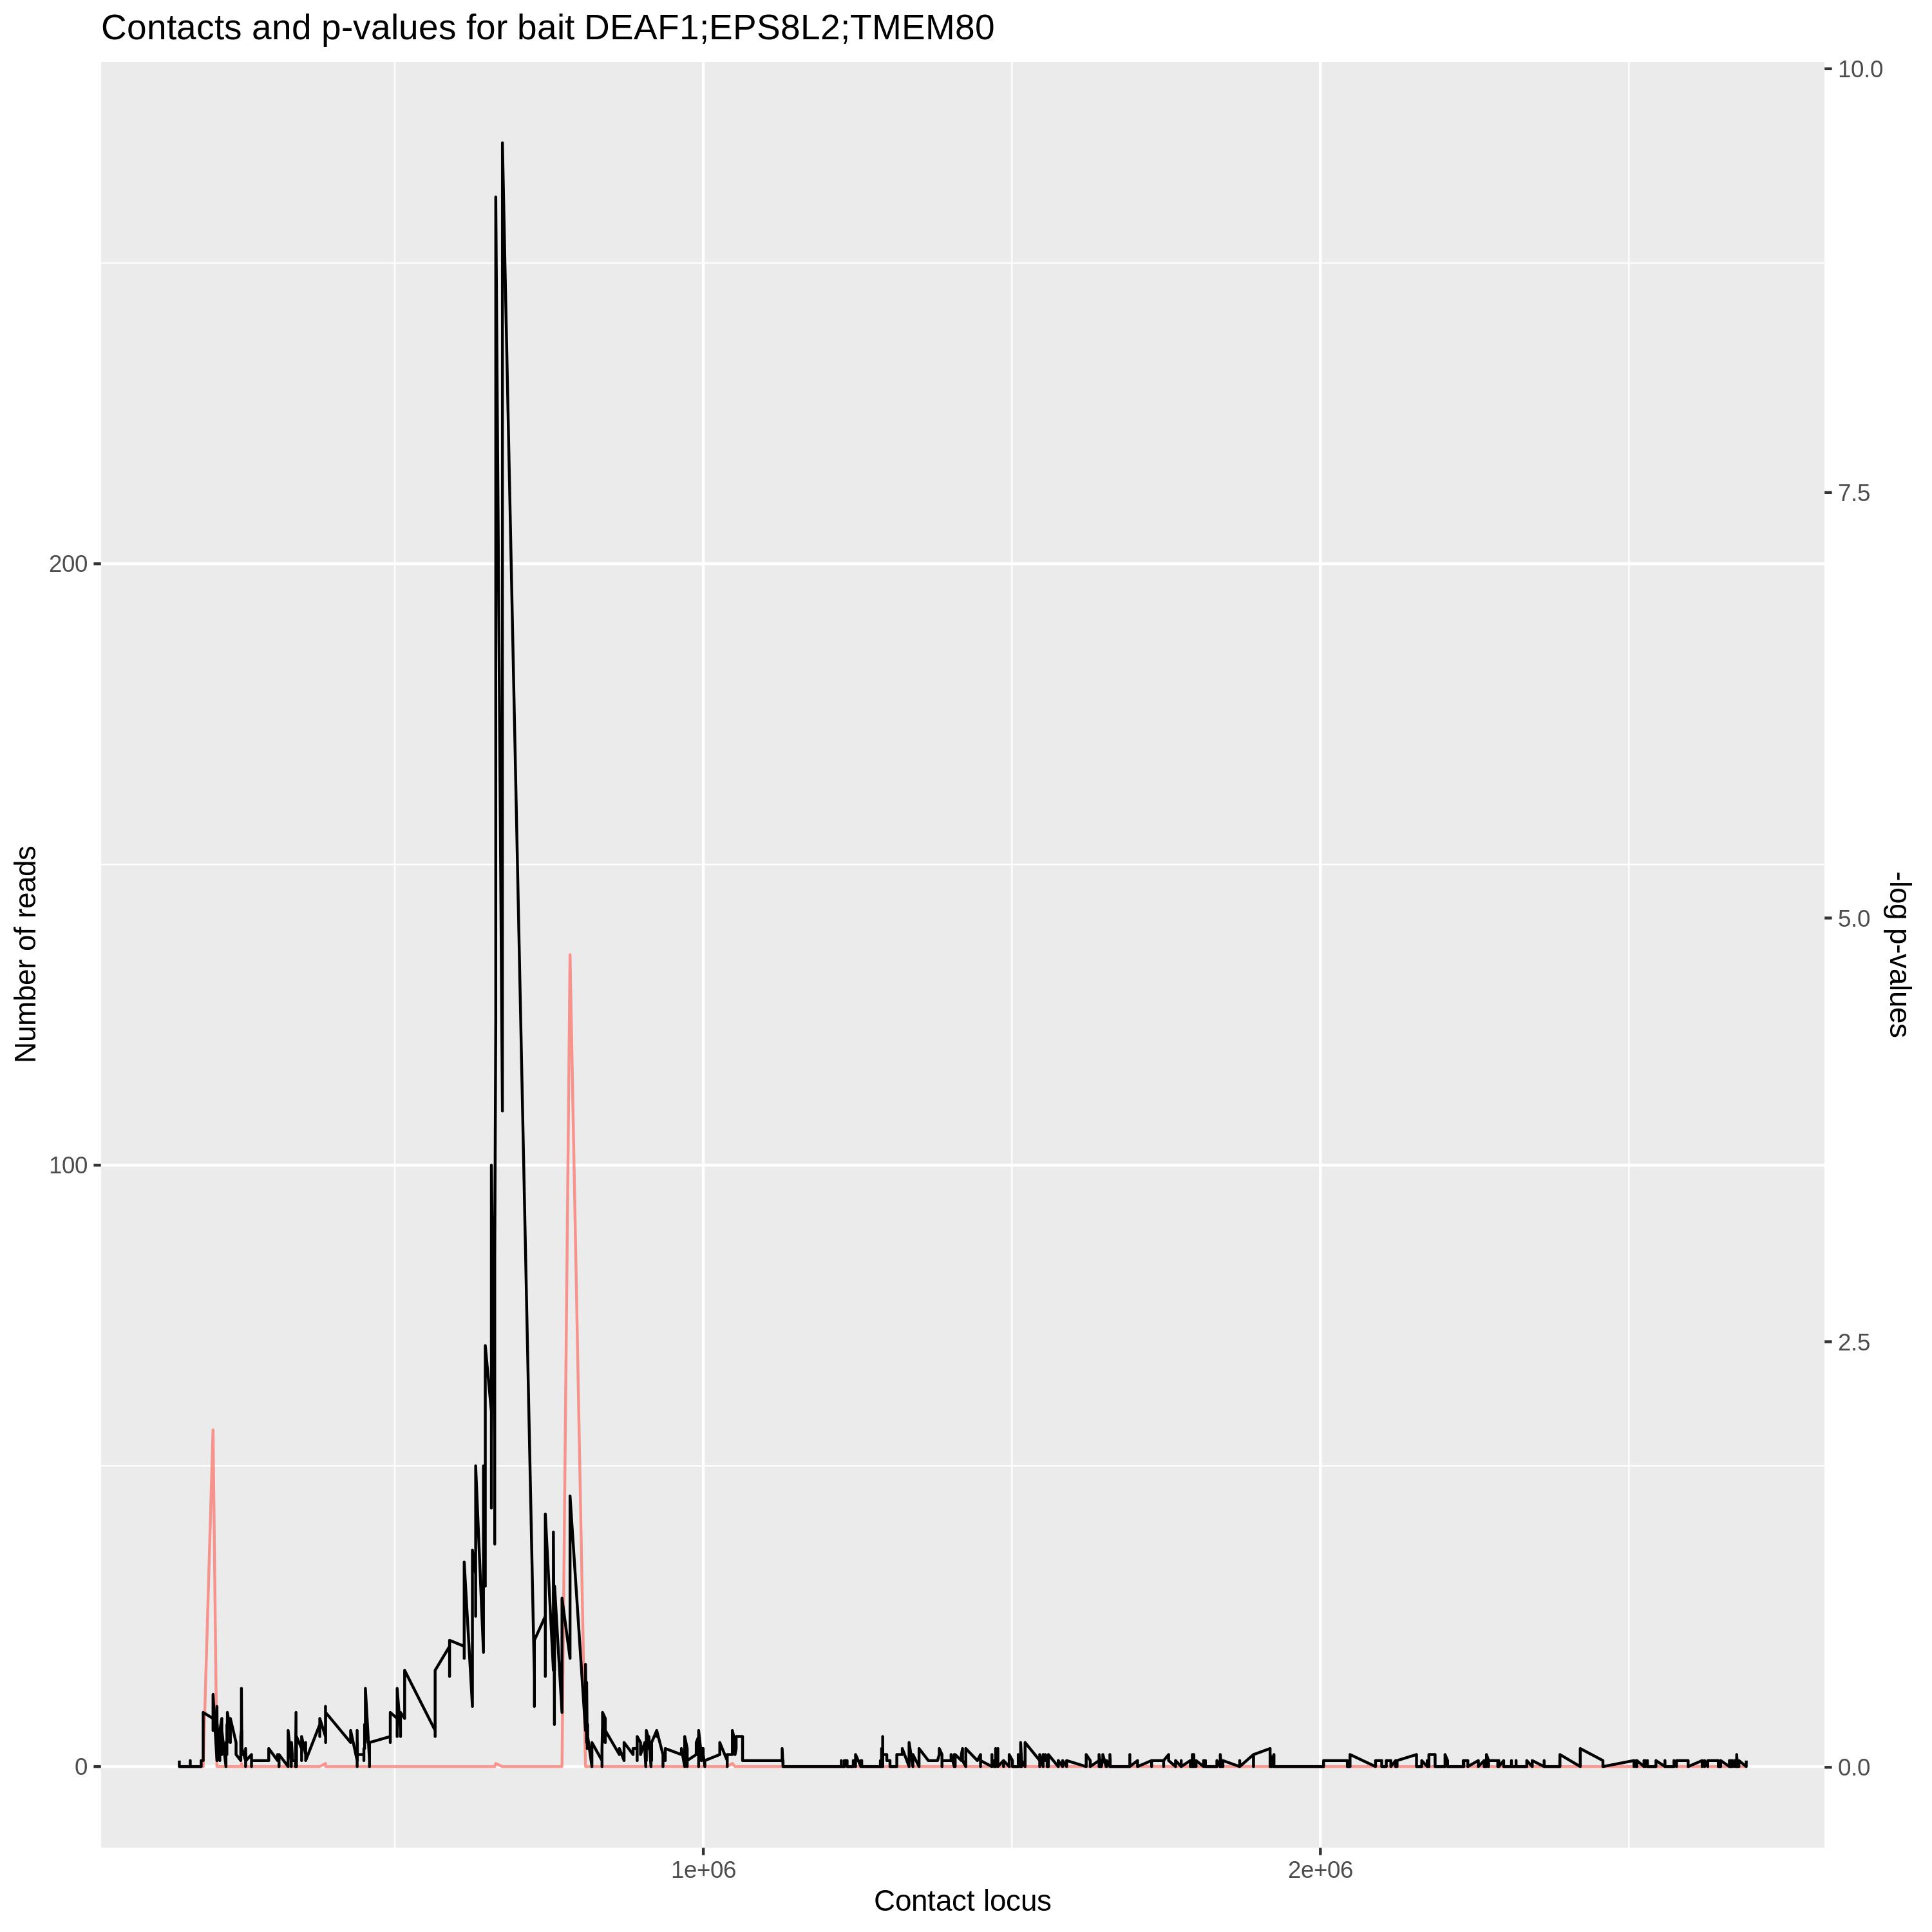 Contacts and p-values for bait DEAF1;EPS8L2;TMEM80
10.0
7.5
200
5.0
Number of reads
-log p-values
100
2.5
0
0.0
1e+06
2e+06
Contact locus